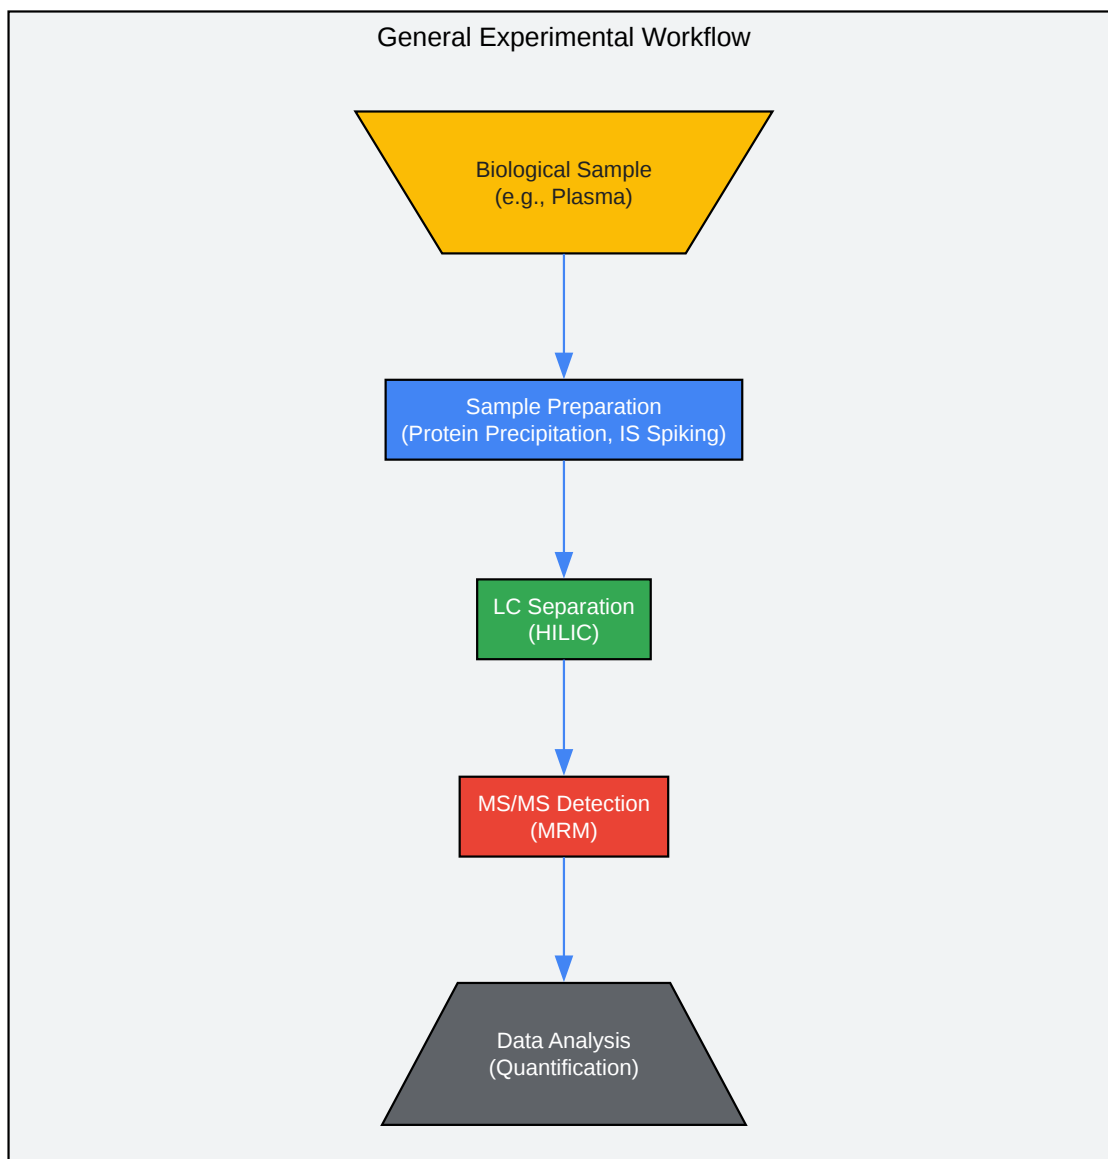 General Experimental Workflow
Biological Sample
(e.g., Plasma)
Sample Preparation
(Protein Precipitation, IS Spiking)
LC Separation
(HILIC)
MS/MS Detection
(MRM)
Data Analysis
(Quantification)